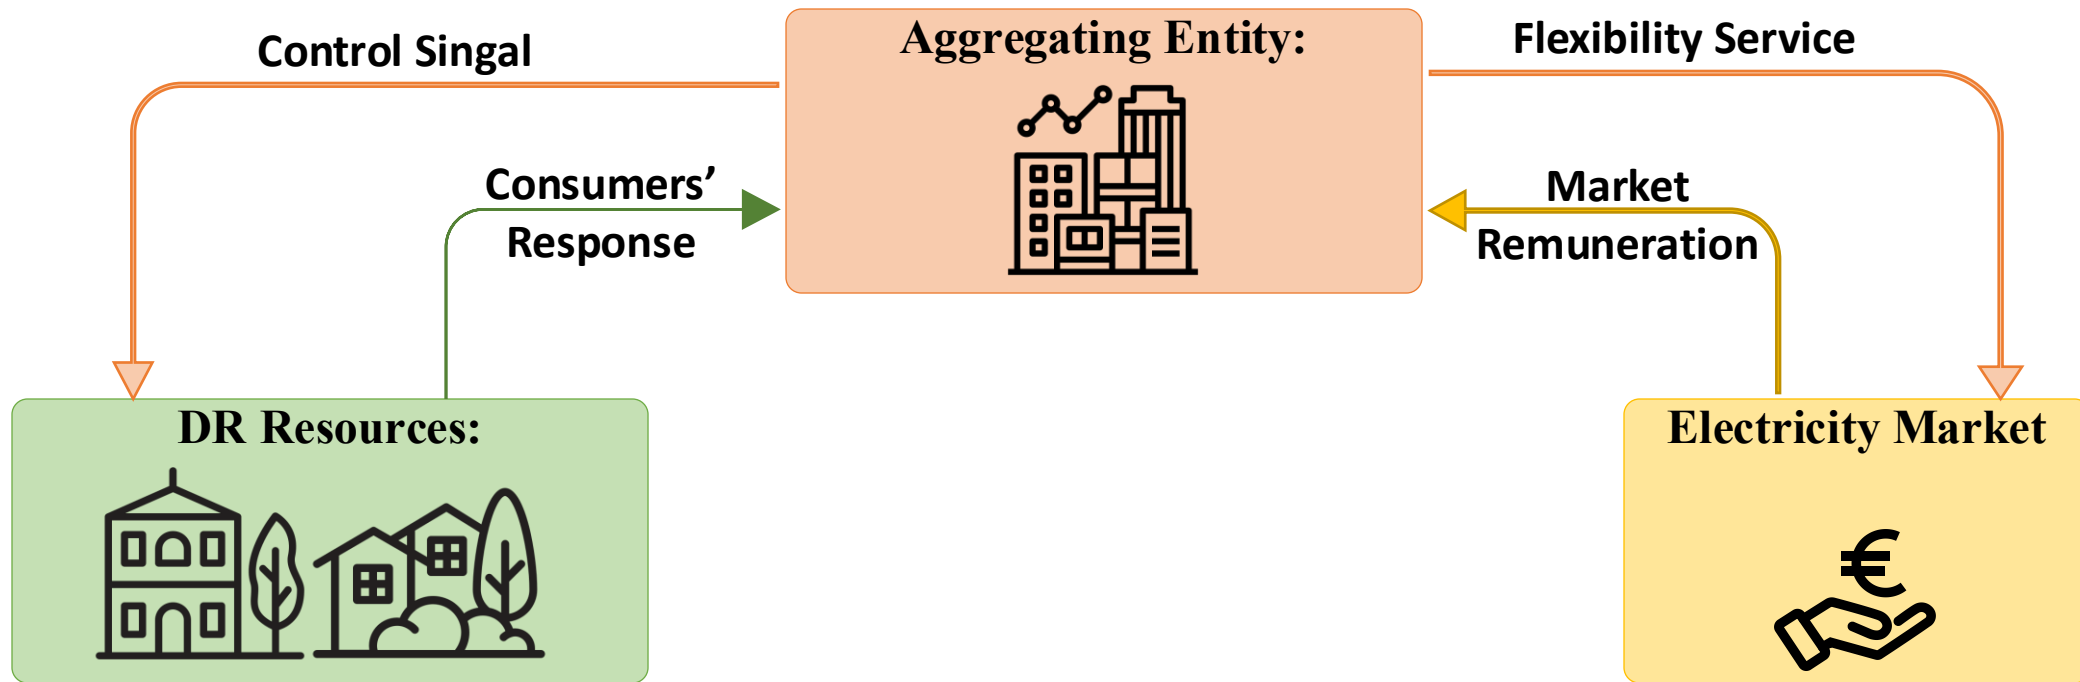 Control Singal
Aggregating Entity:
Flexibility Service
Consumers’
Response
Market
Remuneration
DR Resources:
Electricity Market
€